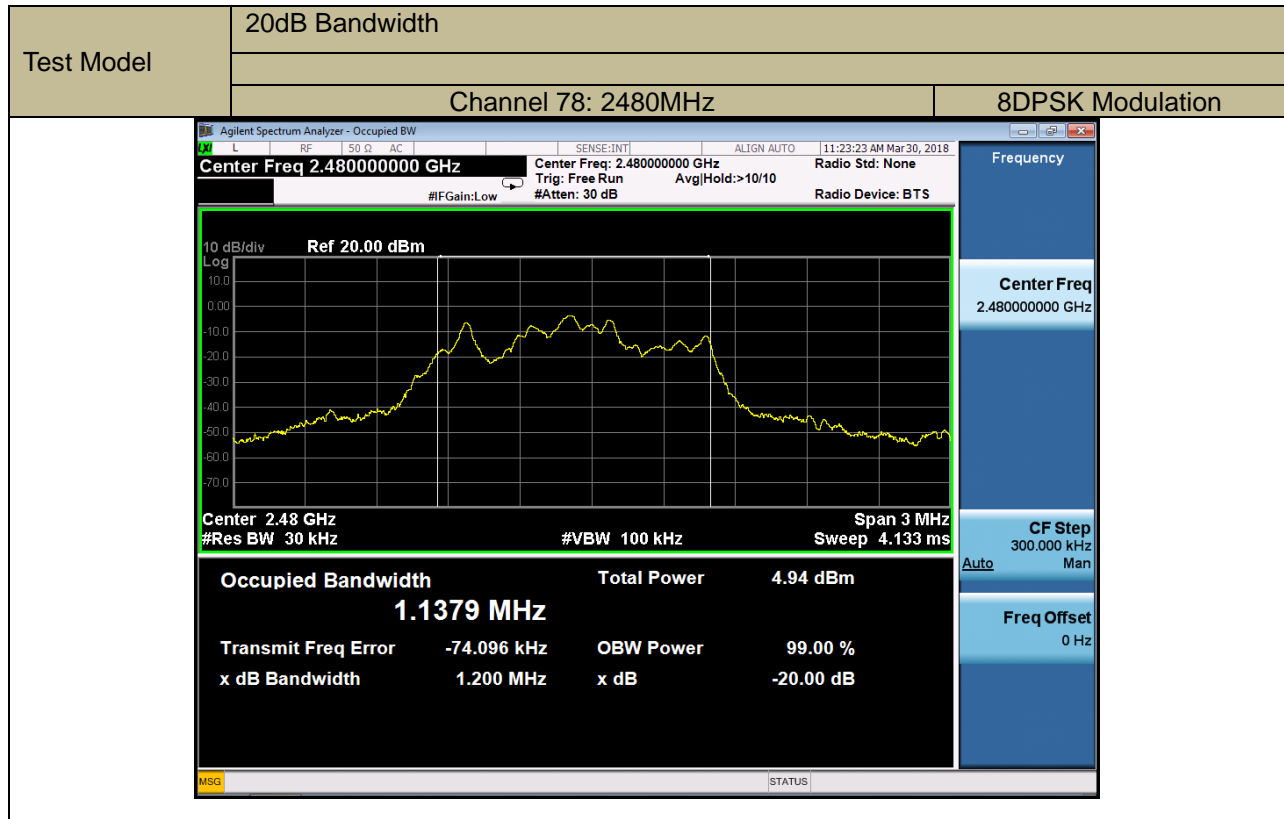 20dB Bandwidth
Test Model
Channel 78: 2480MHz 8DPSK Modulation
Agilent Spectrum Analyzer - Occupied BW
LXI L RF 50 Ω AC SENSE:INT ALIGN AUTO 11:23:23 AM Mar 30, 2018
Center Freq 2.480000000 GHz
Center Freq: 2.480000000 GHz Radio Std: None
Trig: Free Run Avg|Hold:>10/10
#IFGain:Low #Atten: 30 dB Radio Device: BTS
Frequency
10 dB/div Ref 20.00 dBm
Log
10.0
0.00
-10.0
-20.0
-30.0
-40.0
-50.0
-60.0
-70.0
Center 2.48 GHz Span 3 MHz
#Res BW 30 kHz #VBW 100 kHz Sweep 4.133 ms
Center Freq
2.480000000 GHz
CF Step
300.000 kHz
Auto Man
Freq Offset
0 Hz
Occupied Bandwidth Total Power 4.94 dBm
1.1379 MHz
Transmit Freq Error -74.096 kHz OBW Power 99.00 %
x dB Bandwidth 1.200 MHz x dB -20.00 dB
MSG STATUS